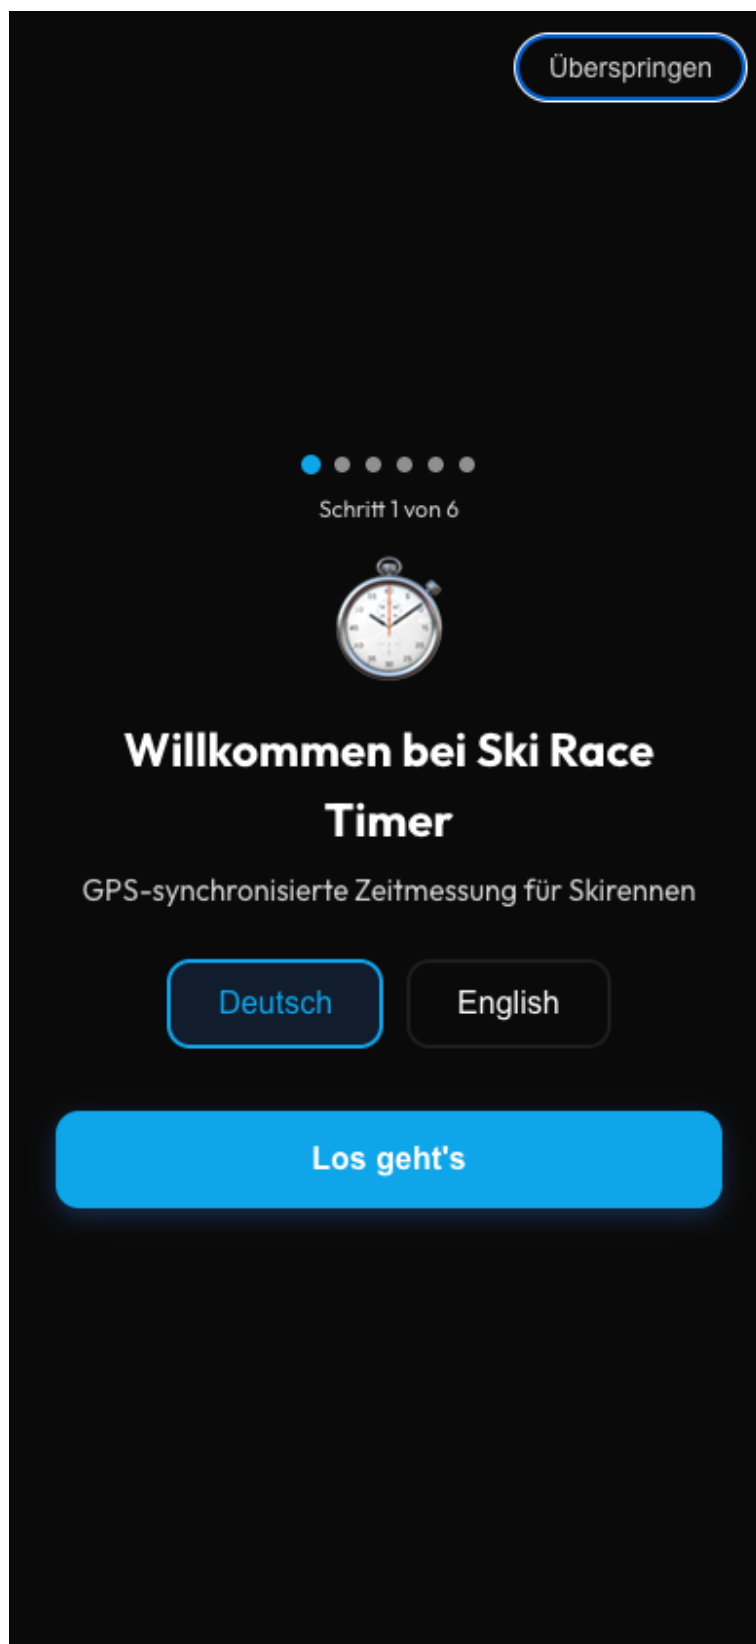 Überspringen
Schritt 1 von 6
Willkommen bei Ski Race
Timer
GPS-synchronisierte Zeitmessung für Skirennen
Deutsch
English
Los geht's